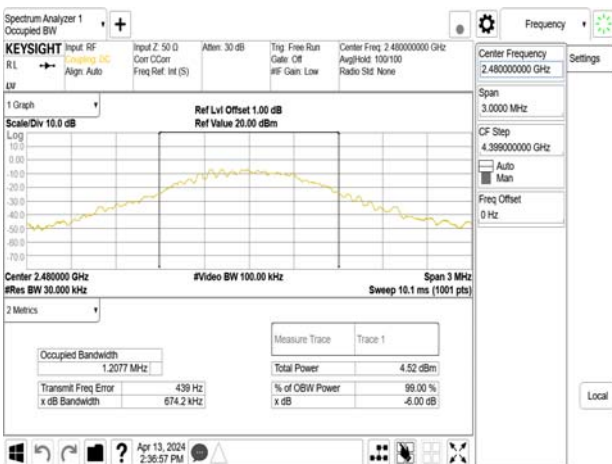 Spectrum Analyzer 1
Occupied BW
+
Frequency
KEYSIGHT
RL
Input: RF
Coupling: DC
Align: Auto
Input Z: 50 Ω
Corr CCorr
Freq Ref: Int (S)
Atten: 30 dB
Trig: Free Run
Gate: Off
#IF Gain: Low
Center Freq: 2.480000000 GHz
Avg|Hold: 100/100
Radio Std: None
Center Frequency
2.480000000 GHz
Settings
Span
3.0000 MHz
CF Step
4.399000000 GHz
Auto
Man
Freq Offset
0 Hz
Local
1 Graph
Scale/Div 10.0 dB
Ref Lvl Offset 1.00 dB
Ref Value 20.00 dBm
Log
10.0
0.00
-10.0
-20.0
-30.0
-40.0
-50.0
-60.0
-70.0
Center 2.480000 GHz
#Res BW 30.000 kHz
#Video BW 100.00 kHz
Span 3 MHz
Sweep 10.1 ms (1001 pts)
2 Metrics
Measure Trace
Trace 1
Occupied Bandwidth
1.2077 MHz
Total Power
4.52 dBm
Transmit Freq Error
439 Hz
% of OBW Power
99.00 %
x dB Bandwidth
674.2 kHz
x dB
-6.00 dB
?
Apr 13, 2024
2:36:57 PM